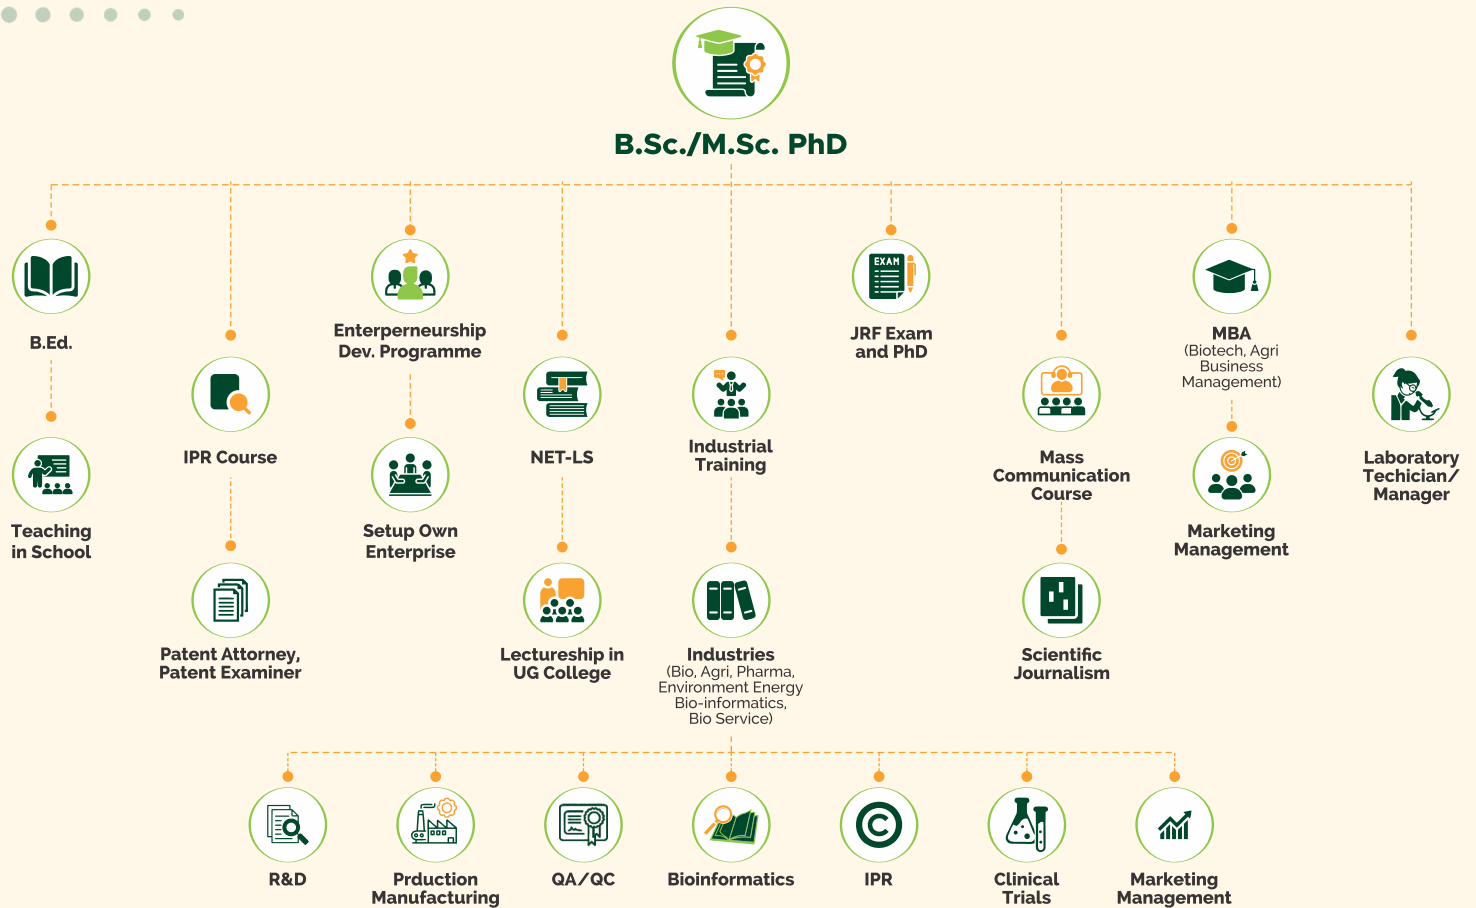 B.Sc./M.Sc. PhD
B.Ed.
Teaching
in School
IPR Course
Patent Attorney,
Patent Examiner
Enterperneurship
Dev. Programme
Setup Own
Enterprise
NET-LS
Lectureship in
UG College
Industrial
Training
Industries
(Bio, Agri, Pharma,
Environment Energy
Bio-informatics,
Bio Service)
EXAM
JRF Exam
and PhD
Mass
Communication
Course
Scientific
Journalism
MBA
(Biotech, Agri
Business
Management)
Marketing
Management
Laboratory
Techician/
Manager
R&D
Prduction
Manufacturing
QA/QC
Bioinformatics
C
IPR
Clinical
Trials
Marketing
Management